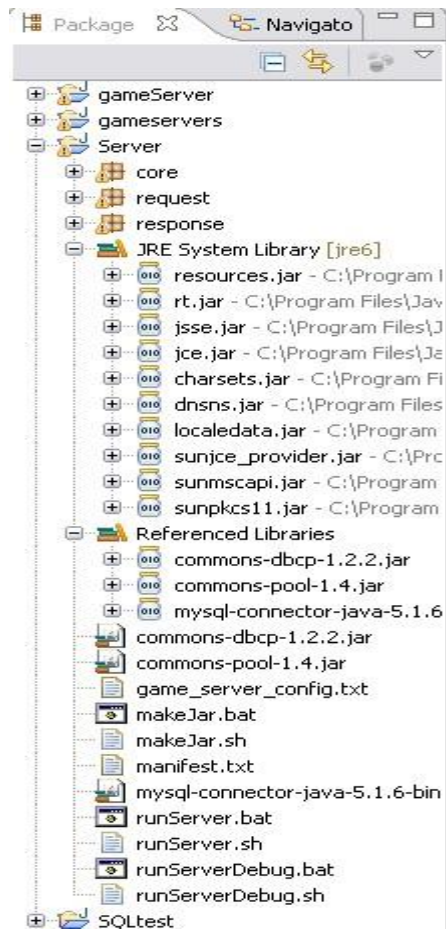 Package Navigato
gameServer
gameservers
Server
core
request
response
JRE System Library [jre6]
resources.jar - C:\Program
rt.jar - C:\Program Files\Jav
jsse.jar - C:\Program Files\J
jce.jar - C:\Program Files\Ja
charsets.jar - C:\Program Fi
dnsns.jar - C:\Program Files
localedata.jar - C:\Program
sunjce_provider.jar - C:\Prc
sunmscapi.jar - C:\Program
sunpkcs11.jar - C:\Program
Referenced Libraries
commons-dbcp-1.2.2.jar
commons-pool-1.4.jar
mysql-connector-java-5.1.6
commons-dbcp-1.2.2.jar
commons-pool-1.4.jar
game_server_config.txt
makeJar.bat
makeJar.sh
manifest.txt
mysql-connector-java-5.1.6-bin
runServer.bat
runServer.sh
runServerDebug.bat
runServerDebug.sh
SQLtest